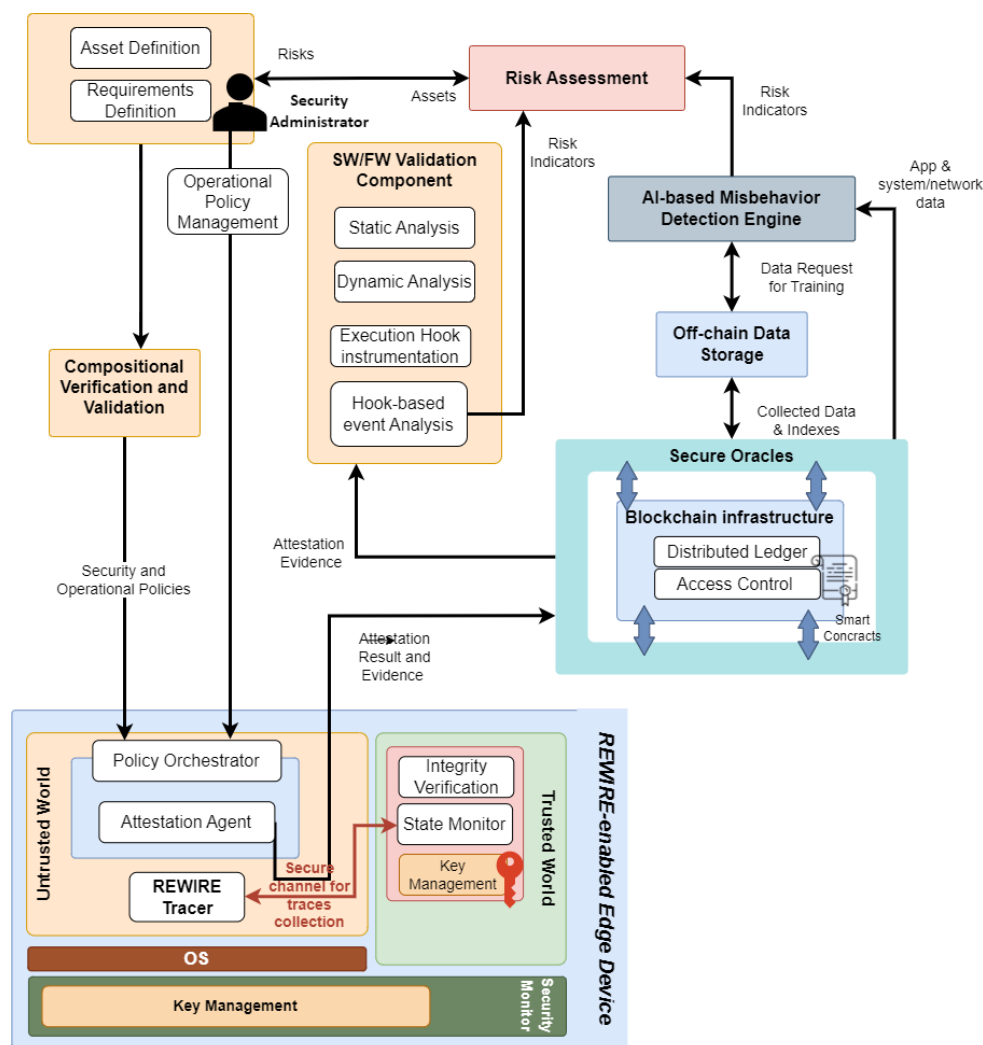 Asset Definition
Requirements
Definition
Security
Administrator
Risks
Assets
Risk Assessment
Risk
Indicators
Risk
Indicators
App &
system/network
data
Operational
Policy
Management
SW/FW Validation
Component
Static Analysis
Dynamic Analysis
Execution Hook
instrumentation
Hook-based
event Analysis
AI-based Misbehavior
Detection Engine
Data Request
for Training
Off-chain Data
Storage
Collected Data
& Indexes
Compositional
Verification and
Validation
Secure Oracles
Blockchain infrastructure
Distributed Ledger
Access Control
Smart
Concracts
Attestation
Evidence
Security and
Operational Policies
Attestation
Result and
Evidence
Untrusted World
Policy Orchestrator
Attestation Agent
REWIRE
Tracer
Secure
channel for
traces
collection
Integrity
Verification
State Monitor
Key
Management
Trusted World
REWIRE-enabled Edge Device
OS
Key Management
Security
Monitor